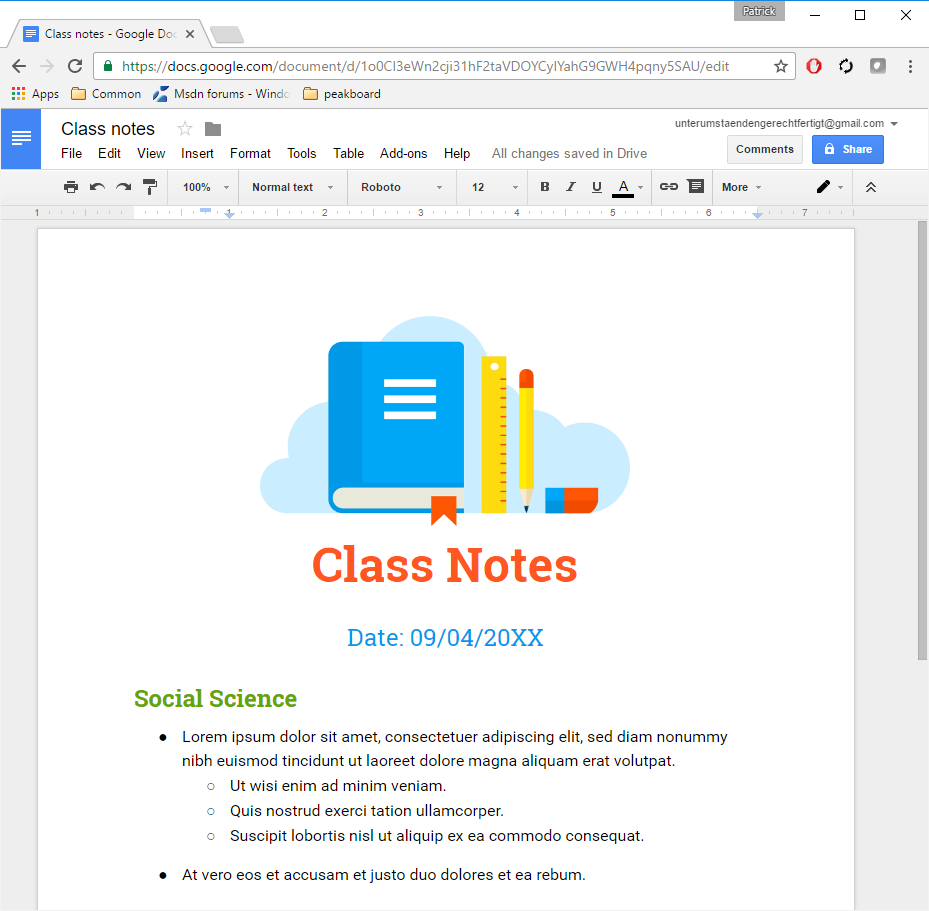 Patrick
Class notes - Google Doc
https://docs.google.com/document/d/1o0CI3eWn2cji31hF2taVDOYCylYahG9GWH4pqny5SAU/edit
Apps Common Msdn forums - Windo peakboard
Class notes
unterumstaendengerechtfertigt@gmail.com
File Edit View Insert Format Tools Table Add-ons Help All changes saved in Drive
Comments Share
100% Normal text Roboto 12 B I U A More
1 1 2 3 4 5 6 7
Class Notes
Date: 09/04/20XX
Social Science
● Lorem ipsum dolor sit amet, consectetuer adipiscing elit, sed diam nonummy
nibh euismod tincidunt ut laoreet dolore magna aliquam erat volutpat.
○ Ut wisi enim ad minim veniam.
○ Quis nostrud exerci tation ullamcorper.
○ Suscipit lobortis nisl ut aliquip ex ea commodo consequat.
● At vero eos et accusam et justo duo dolores et ea rebum.